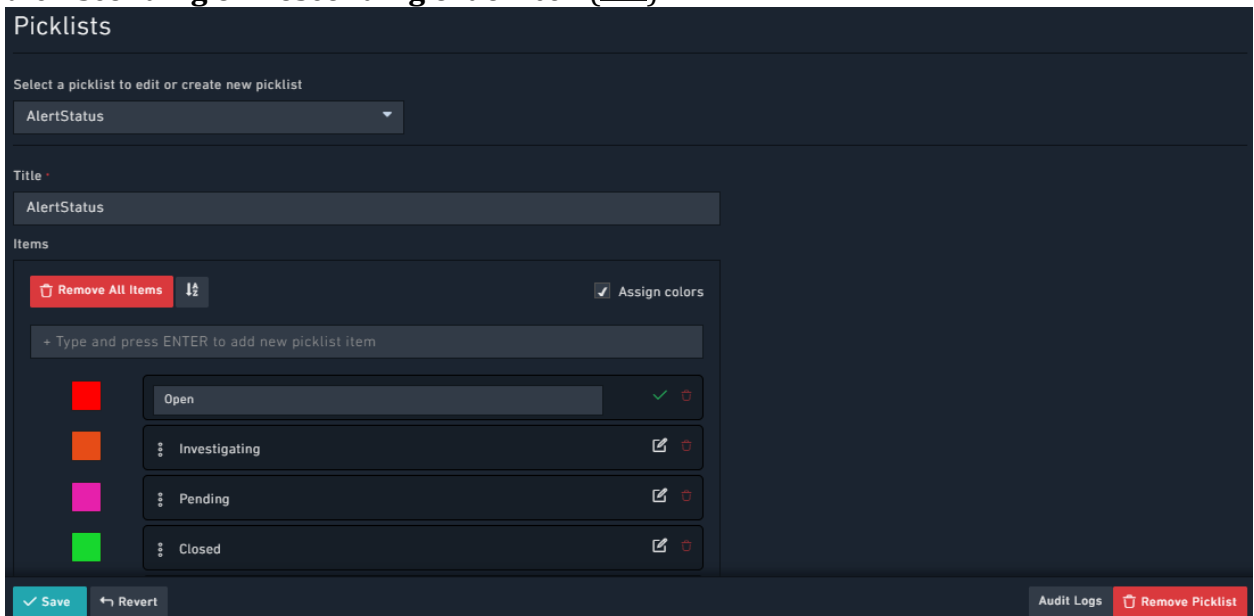 Picklists
Select a picklist to edit or create new picklist
AlertStatus
Title
AlertStatus
Items
Remove All Items
Assign colors
+ Type and press ENTER to add new picklist item
Open
Investigating
Pending
Closed
Save Revert Audit Logs Remove Picklist